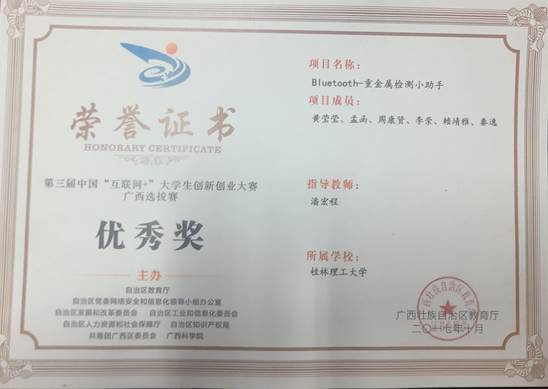 荣誉证书
HONORARY CERTIFICATE
第三届中国“互联网+”大学生创新创业大赛
广西选拔赛
优秀奖
主办
自治区教育厅
自治区党委网络安全和信息化领导小组办公室
自治区发展和改革委员会 自治区工业和信息化委员会
自治区人力资源和社会保障厅 自治区知识产权局
共青团广西区委员会 广西科学院
项目名称：
Bluetooth-重金属检测小助手
项目成员：
黄莹莹、孟函、周康贤、李荣、赖靖雅、秦逸
指导教师：
潘宏程
所属学校：
桂林理工大学
广西壮族自治区教育厅
二〇一七年十月